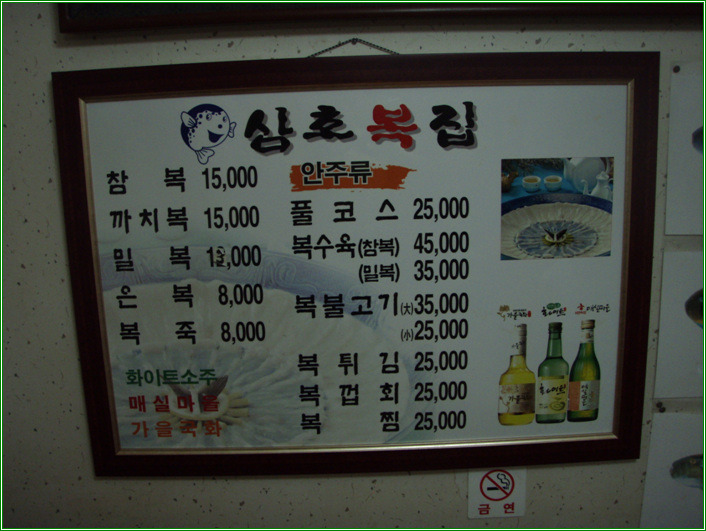 삼호복집
참 복 15,000
까치복 15,000
밀 복 13,000
은 복 8,000
복 죽 8,000
화이트소주
매실마을
가을국화
안주류
풀코스 25,000
복수육(참복) 45,000
(밀복) 35,000
복불고기(大) 35,000
(小) 25,000
복튀김 25,000
복껍회 25,000
복 찜 25,000
금연